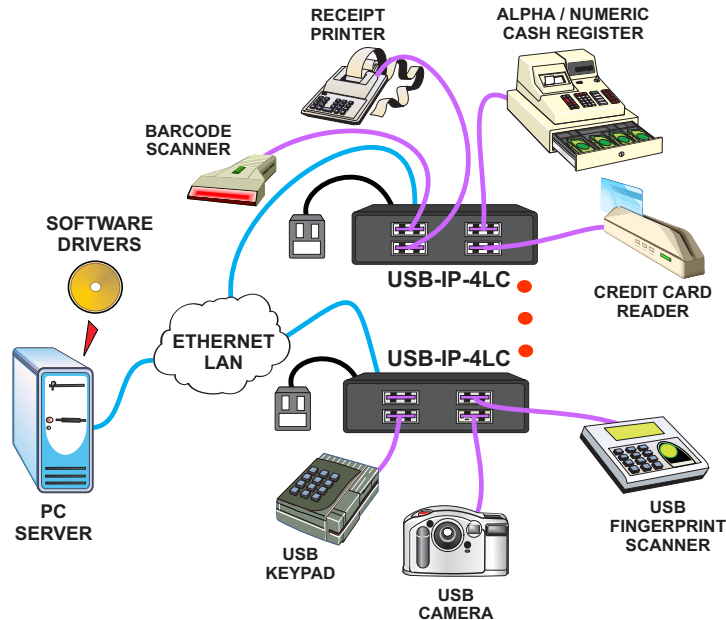 RECEIPT
PRINTER
ALPHA / NUMERIC
CASH REGISTER
BARCODE
SCANNER
SOFTWARE
DRIVERS
USB-IP-4LC
CREDIT CARD
READER
ETHERNET
LAN
USB-IP-4LC
PC
SERVER
USB
KEYPAD
USB
CAMERA
USB
FINGERPRINT
SCANNER